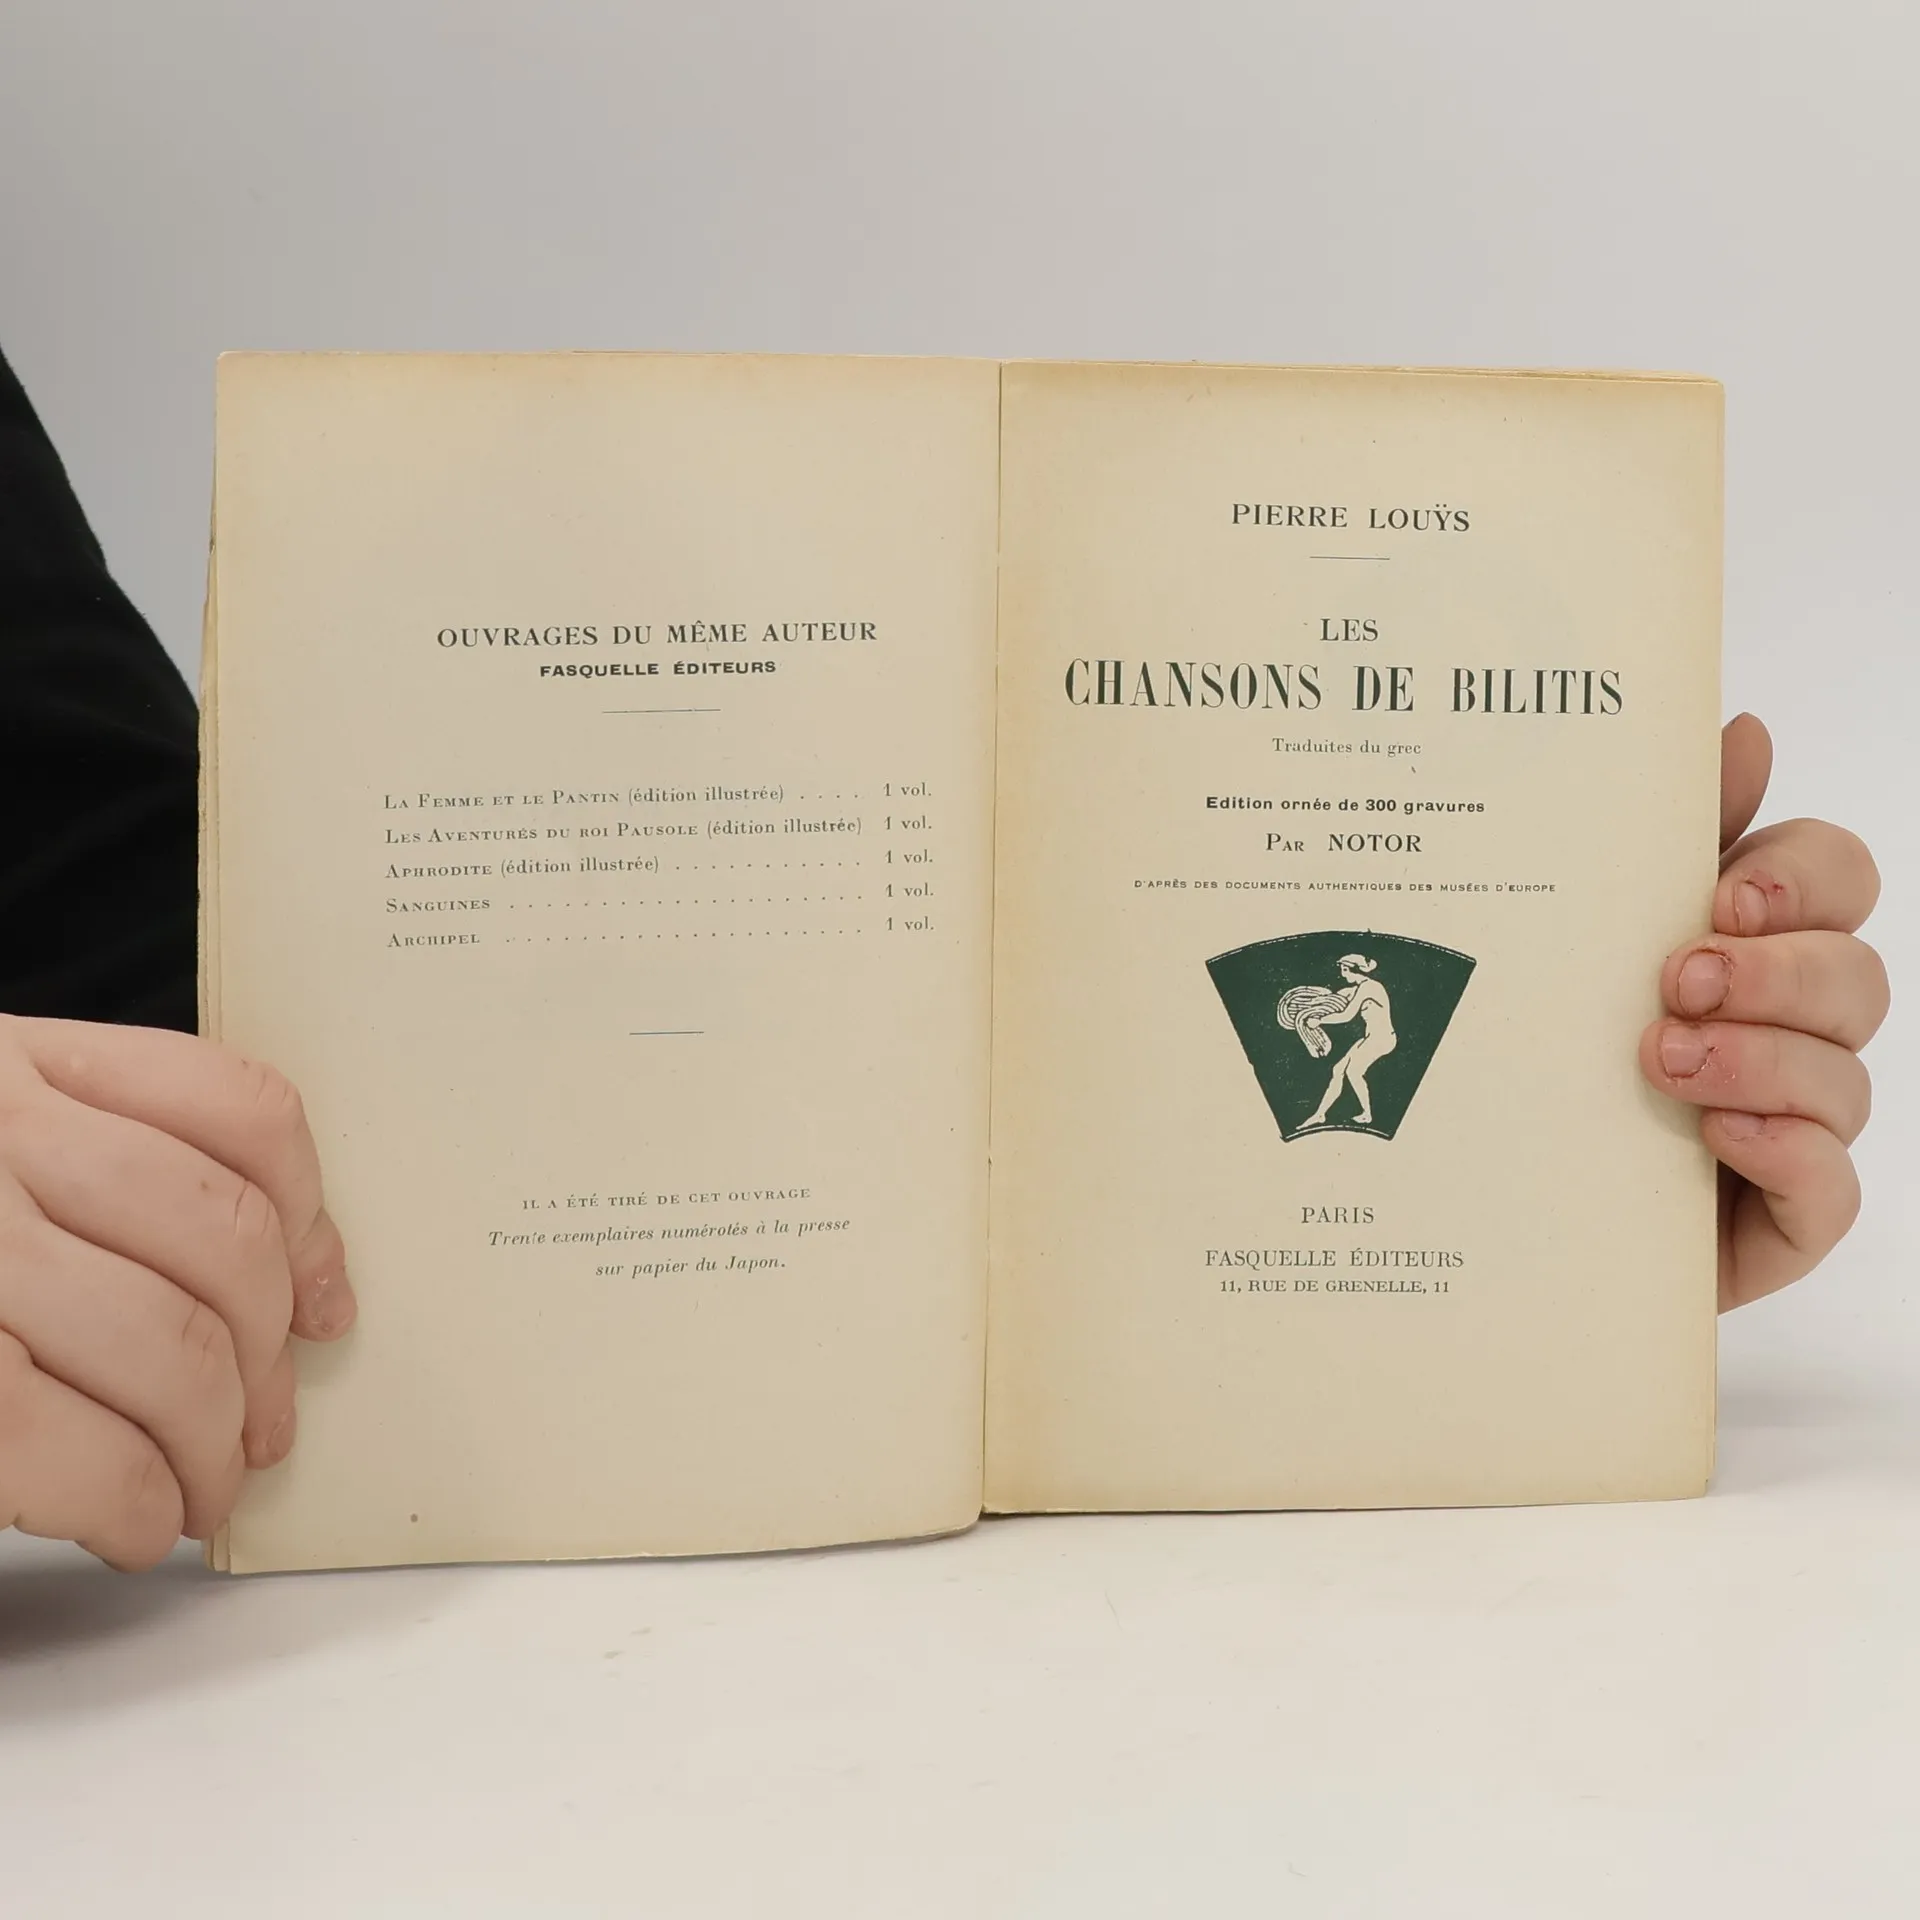 OUVRAGES DU MÊME AUTEUR
FASQUELLE ÉDITEURS
LA FEMME ET LE PANTIN (édition illustrée) . . . . 1 vol.
LES AVENTURES DU ROI PAUSOLE (édition illustrée) 1 vol.
APHRODITE (édition illustrée) . . . . . . . . . . 1 vol.
SANGUINES . . . . . . . . . . . . . . . . . . . . 1 vol.
ARCHIPEL . . . . . . . . . . . . . . . . . . . . 1 vol.
IL A ÉTÉ TIRÉ DE CET OUVRAGE
Trente exemplaires numérotés à la presse
sur papier du Japon.
PIERRE LOUŸS
LES
CHANSONS DE BILITIS
Traduites du grec
Edition ornée de 300 gravures
PAR NOTOR
D'APRÈS DES DOCUMENTS AUTHENTIQUES DES MUSÉES D'EUROPE
PARIS
FASQUELLE ÉDITEURS
11, RUE DE GRENELLE, 11